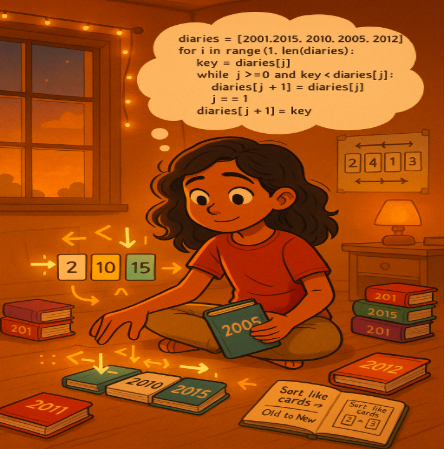 diaries = [2001.2015. 2010. 2005. 2012]
for i in range (1. len(diaries) :
key = diaries[j]
while j >=0 and key < diaries[j]:
diaries[j + 1] = diaries[j]
j = = 1
diaries[j + 1] = key
2 4 1 3
2 10 15
201
2005
201
2015
201
2010
2015
2012
2011
Sort like
cards →
Old to New
Sort like
cards
2 – 3